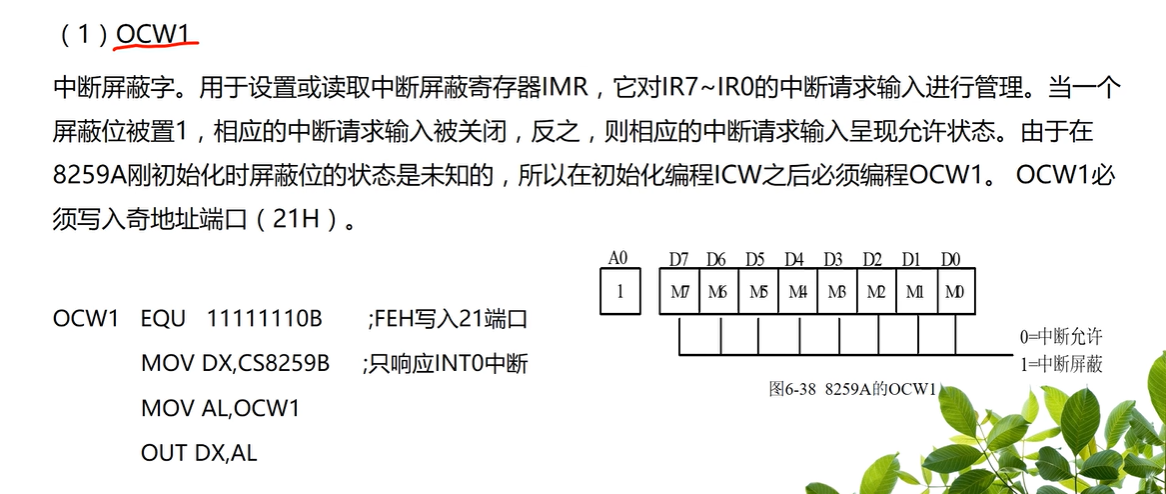 （1）OCW1
中断屏蔽字。用于设置或读取中断屏蔽寄存器IMR，它对IR7~IR0的中断请求输入进行管理。当一个
屏蔽位被置1，相应的中断请求输入被关闭，反之，则相应的中断请求输入呈现允许状态。由于在
8259A刚初始化时屏蔽位的状态是未知的，所以在初始化编程ICW之后必须编程OCW1。 OCW1必
须写入奇地址端口（21H）。
OCW1 EQU 11111110B ;FEH写入21端口
MOV DX,CS8259B ;只响应INT0中断
MOV AL,OCW1
OUT DX,AL
A0 D7 D6 D5 D4 D3 D2 D1 D0
1 M7 M6 M5 M4 M3 M2 M1 M0
0=中断允许
1=中断屏蔽
图6-38 8259A的OCW1